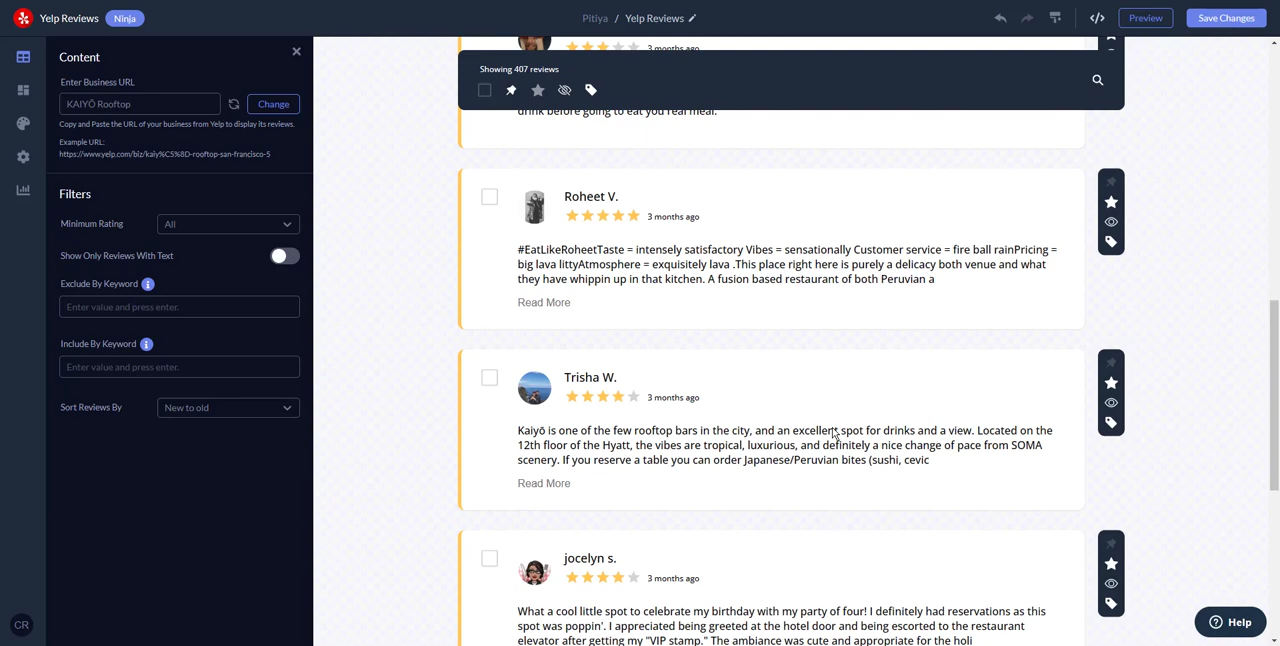 Yelp Reviews Ninja
Pitiya / Yelp Reviews
Preview
Save Changes
Content
Enter Business URL
KAIYŌ Rooftop
Change
Copy and Paste the URL of your business from Yelp to display its reviews.
Example URL:
https://www.yelp.com/biz/kaiy%C5%8D-rooftop-san-francisco-5
Filters
Minimum Rating All
Show Only Reviews With Text
Exclude By Keyword
Enter value and press enter.
Include By Keyword
Enter value and press enter.
Sort Reviews By New to old
CR
3 months ago
Showing 407 reviews
drink before going to eat you real meal.
Roheet V.
3 months ago
#EatLikeRoheetTaste = intensely satisfactory Vibes = sensationally Customer service = fire ball rainPricing =
big lava littyAtmosphere = exquisitely lava .This place right here is purely a delicacy both venue and what
they have whippin up in that kitchen. A fusion based restaurant of both Peruvian a
Read More
Trisha W.
3 months ago
Kaiyō is one of the few rooftop bars in the city, and an excellent spot for drinks and a view. Located on the
12th floor of the Hyatt, the vibes are tropical, luxurious, and definitely a nice change of pace from SOMA
scenery. If you reserve a table you can order Japanese/Peruvian bites (sushi, cevic
Read More
jocelyn s.
3 months ago
What a cool little spot to celebrate my birthday with my party of four! I definitely had reservations as this
spot was poppin'. I appreciated being greeted at the hotel door and being escorted to the restaurant
elevator after getting my "VIP stamp." The ambiance was cute and appropriate for the holi
Help